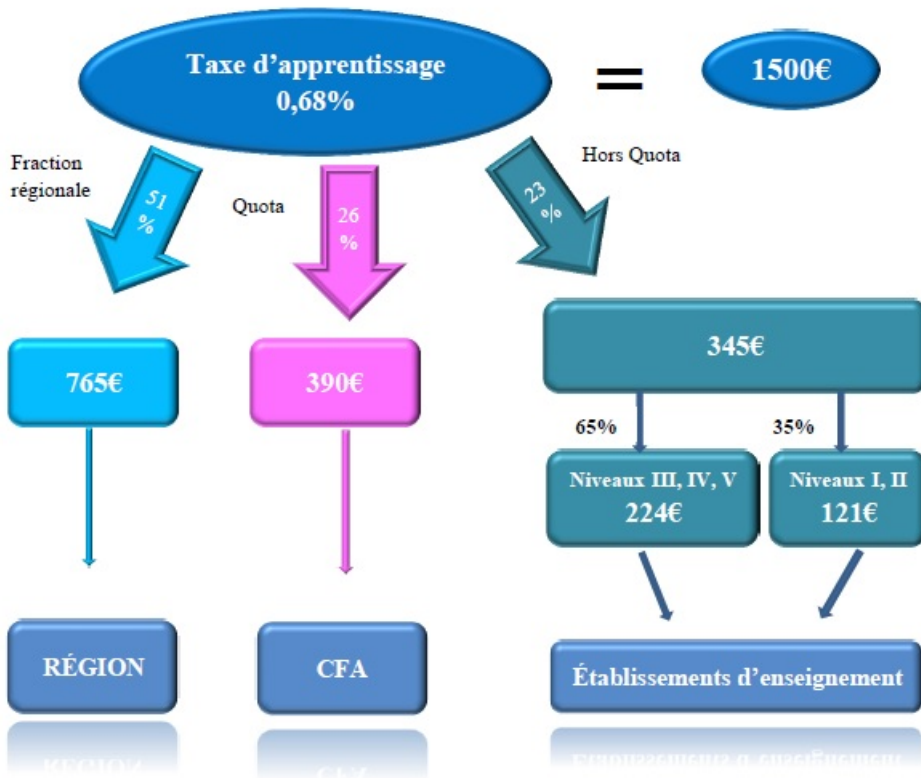 Taxe d'apprentissage
0,68%
=
1500€
Fraction
régionale
51
%
Quota
26
%
Hors Quota
23
%
765€
390€
345€
65%
35%
Niveaux III, IV, V
224€
Niveaux I, II
121€
RÉGION
CFA
Établissements d'enseignement